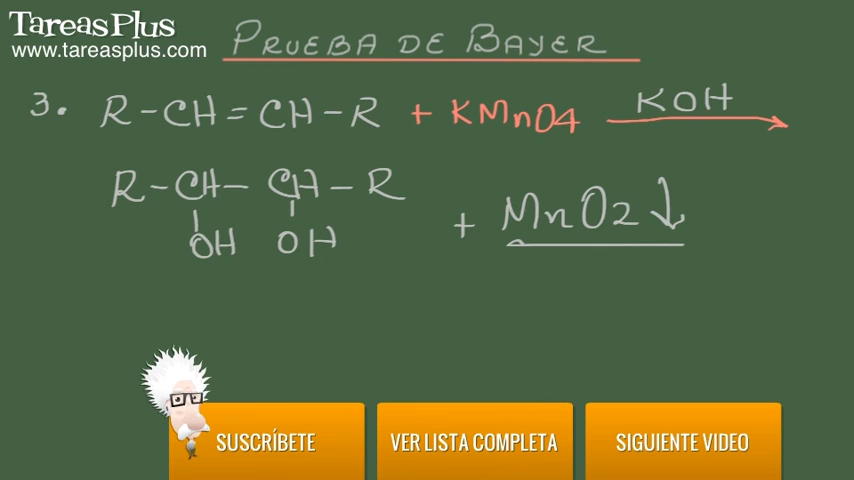 TareasPlus
www.tareasplus.com
PRUEBA DE BAYER
3. R-CH=CH-R + KMnO4 KOH
R-CH-CH-R + MnO2↓
OH OH
SUSCRÍBETE
VER LISTA COMPLETA
SIGUIENTE VIDEO